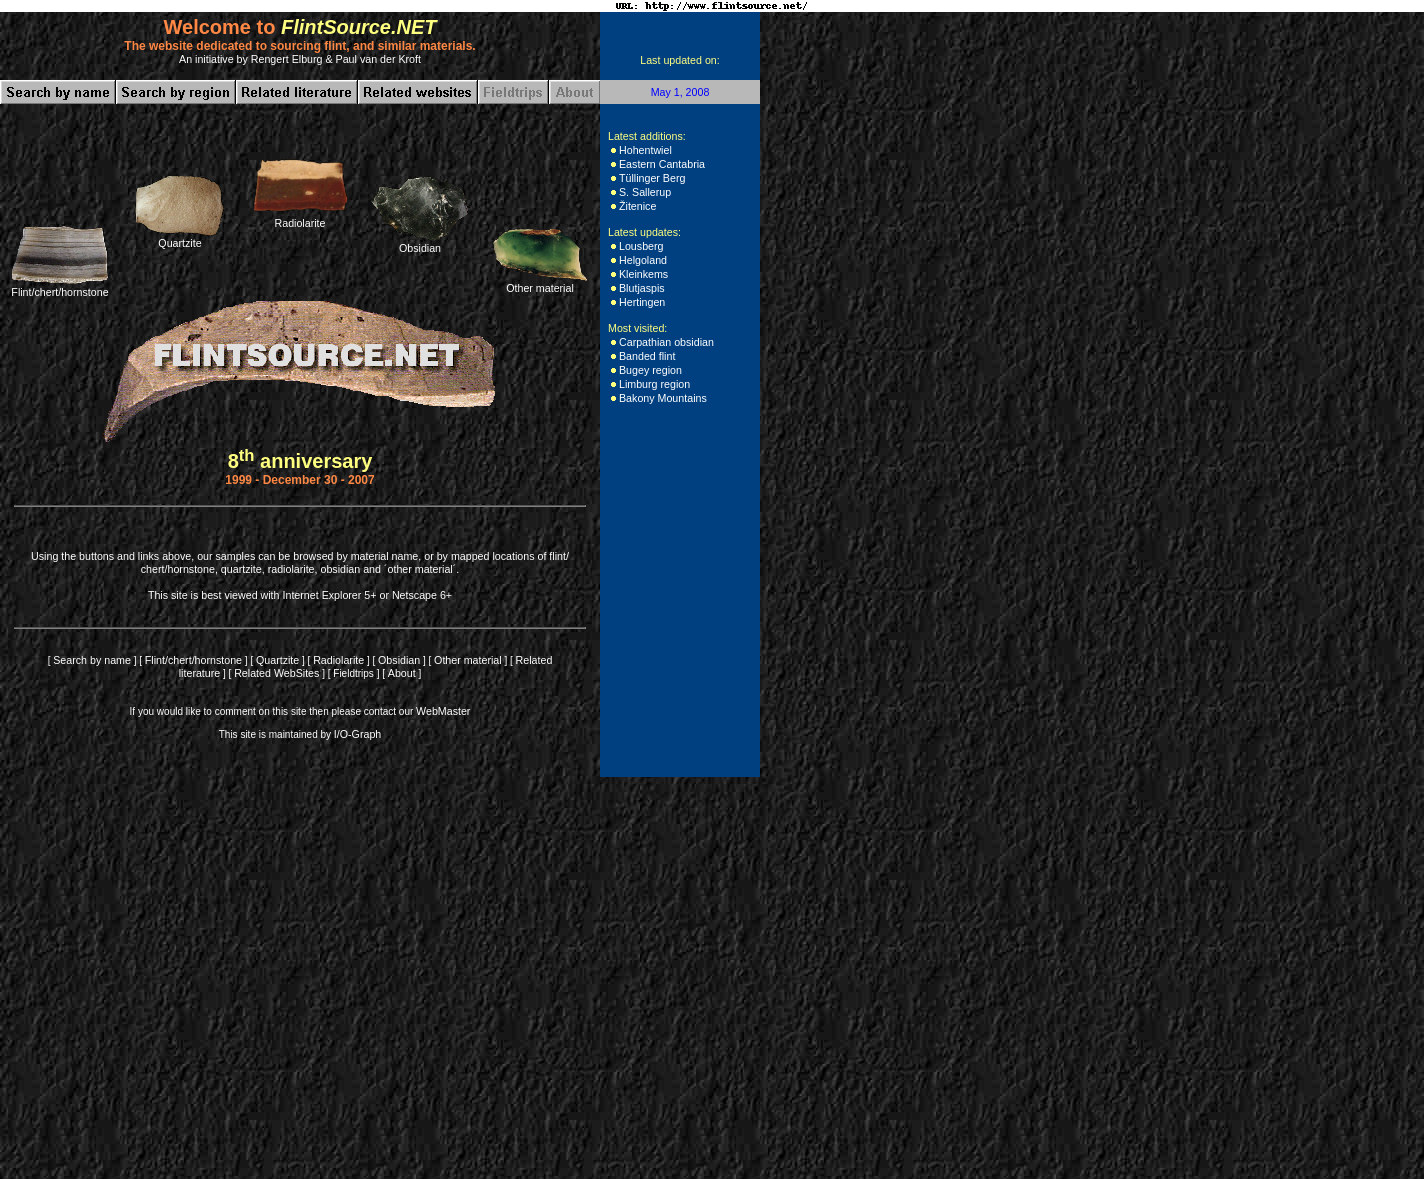 URL: http://www.flintsource.net/
Welcome to FlintSource.NET
The website dedicated to sourcing flint, and similar materials.
An initiative by Rengert Elburg & Paul van der Kroft
Last updated on:
Search by name Search by region Related literature Related websites Fieldtrips About
May 1, 2008
Flint/chert/hornstone
Quartzite
Radiolarite
Obsidian
Other material
FLINTSOURCE.NET
8th anniversary
1999 - December 30 - 2007
Using the buttons and links above, our samples can be browsed by material name, or by mapped locations of flint/
chert/hornstone, quartzite, radiolarite, obsidian and ´other material´.
This site is best viewed with Internet Explorer 5+ or Netscape 6+
[ Search by name ] [ Flint/chert/hornstone ] [ Quartzite ] [ Radiolarite ] [ Obsidian ] [ Other material ] [ Related
literature ] [ Related WebSites ] [ Fieldtrips ] [ About ]
If you would like to comment on this site then please contact our WebMaster
This site is maintained by I/O-Graph
Latest additions:
Hohentwiel
Eastern Cantabria
Tüllinger Berg
S. Sallerup
Žitenice
Latest updates:
Lousberg
Helgoland
Kleinkems
Blutjaspis
Hertingen
Most visited:
Carpathian obsidian
Banded flint
Bugey region
Limburg region
Bakony Mountains